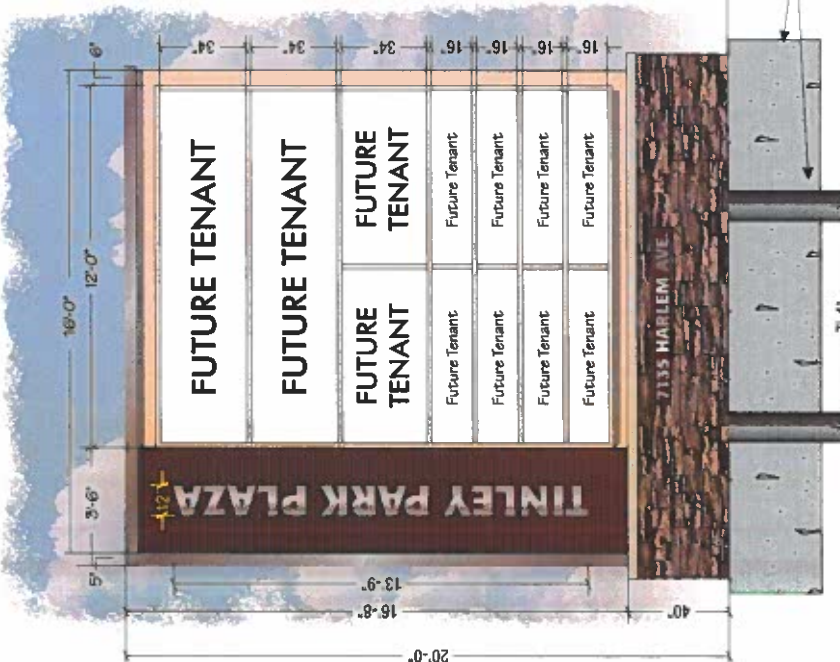 16'-0"
5"
3'-6"
12'-0"
6"
20'-0"
16'-8"
13'-9"
40"
12"
TINLEY PARK PLAZA
FUTURE TENANT
34"
FUTURE TENANT
34"
FUTURE
TENANT
FUTURE
TENANT
34"
Future Tenant
Future Tenant
16"
Future Tenant
Future Tenant
16"
Future Tenant
Future Tenant
16"
Future Tenant
Future Tenant
16"
7135 HARLEM AVE